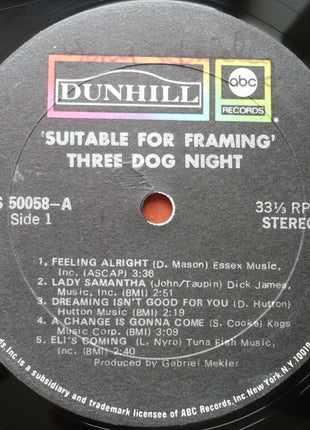 DUNHILL
abc
RECORDS
'SUITABLE FOR FRAMING'
THREE DOG NIGHT
S 50058-A
Side 1
33⅓ RP
STEREO
1. FEELING ALRIGHT (D. Mason) Essex Music,
Inc. (ASCAP) 3:36
2. LADY SAMANTHA (John/Taupin) Dick James
Music, Inc. (BMI) 2:51
3. DREAMING ISN'T GOOD FOR YOU (D. Hutton)
Hutton Music (BMI) 2:19
4. A CHANGE IS GONNA COME (S. Cooke) Kags
Music Corp. (BMI) 3:09
5. ELI'S COMING (L. Nyro) Tuna Fish Music, Inc.
(BMI) 2:40
Produced by Gabriel Mekler
ds, Inc. is a subsidiary and trademark licensee of ABC Records, Inc. New York, N.Y. 10019